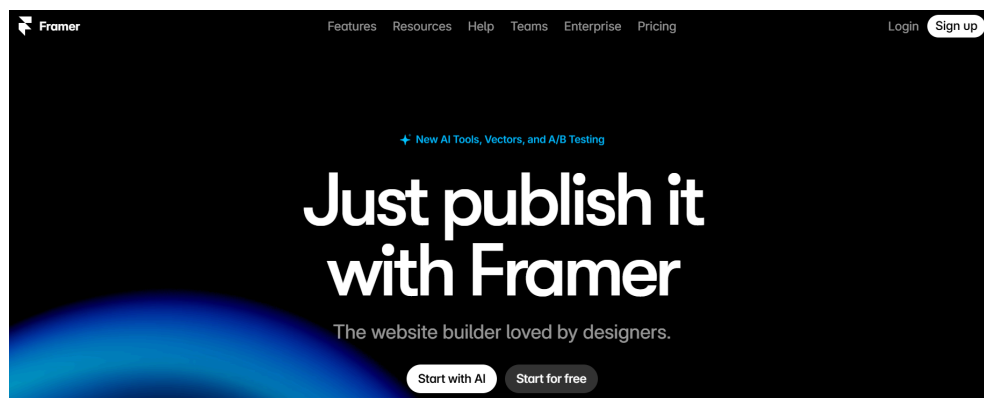 Framer
Features Resources Help Teams Enterprise Pricing
Login Sign up
New AI Tools, Vectors, and A/B Testing
Just publish it
with Framer
The website builder loved by designers.
Start with AI Start for free